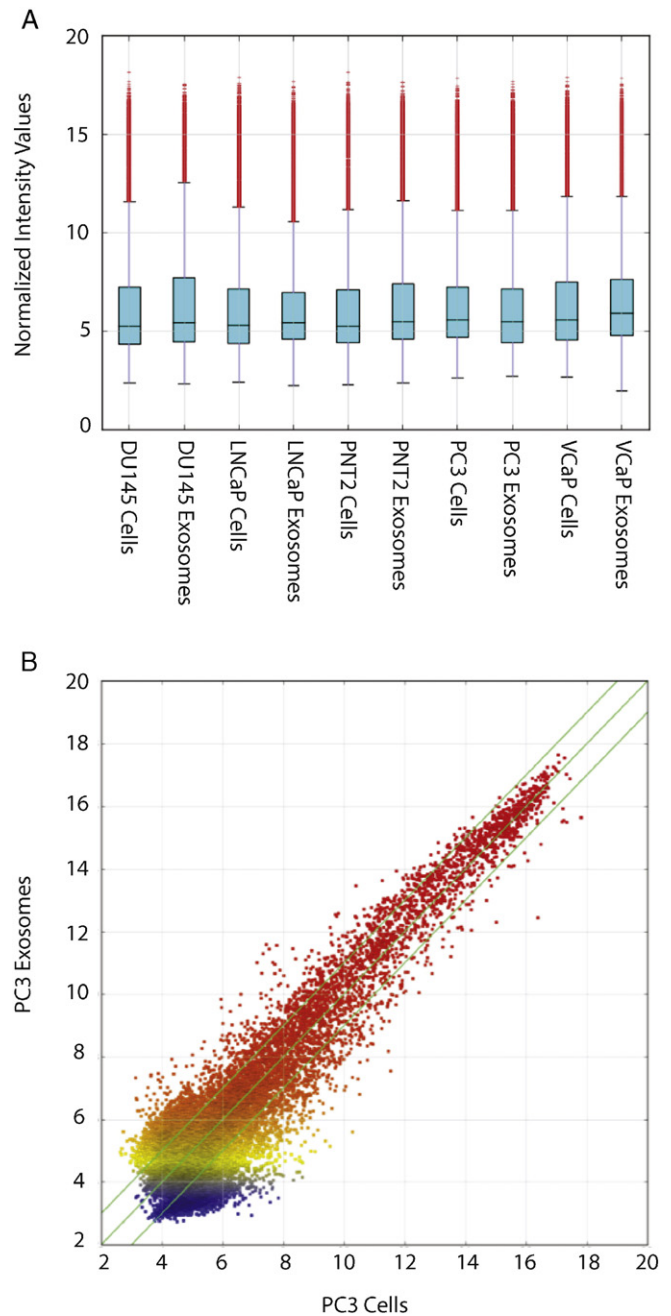 A
Normalized Intensity Values
20
15
10
5
0
DU145 Cells
DU145 Exosomes
LNCaP Cells
LNCaP Exosomes
PNT2 Cells
PNT2 Exosomes
PC3 Cells
PC3 Exosomes
VCaP Cells
VCaP Exosomes
B
PC3 Exosomes
20
18
16
14
12
10
8
6
4
2
2 4 6 8 10 12 14 16 18 20
PC3 Cells